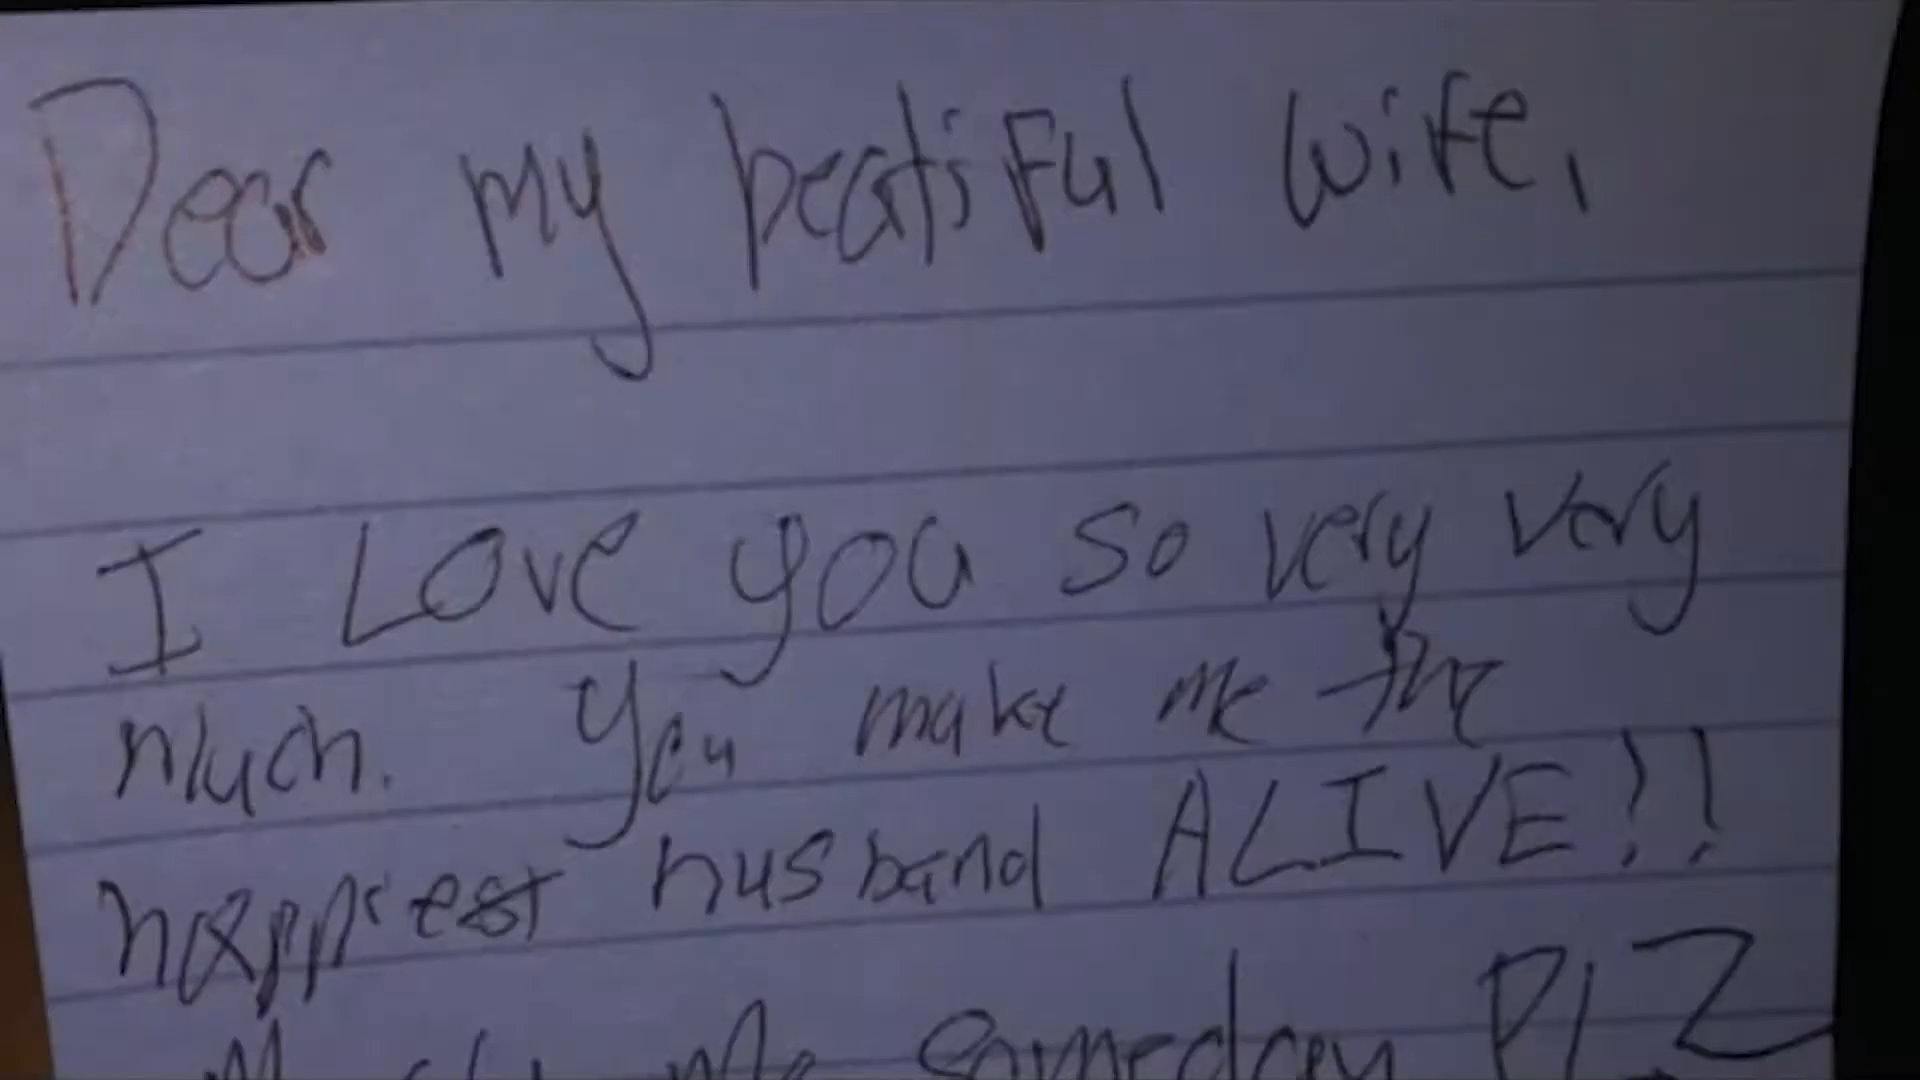 Dear my beatiful wife,
I Love you so very very
much. You make me the
happiest husband ALIVE!!
me someday PLZ